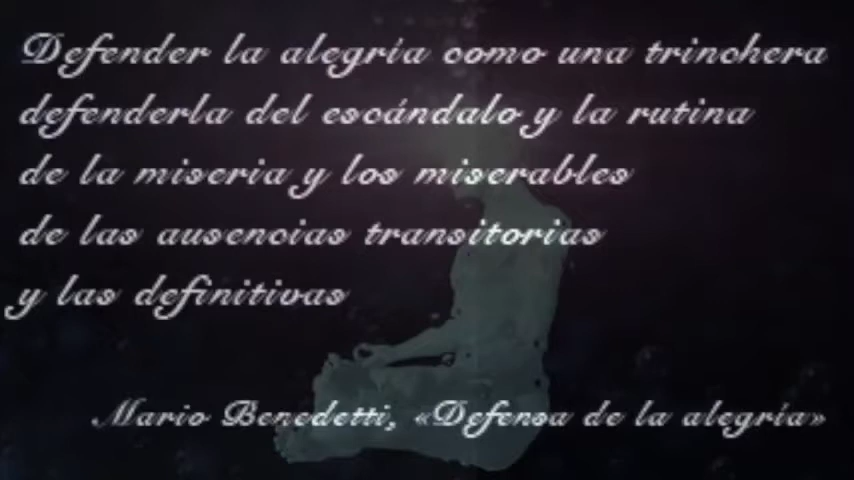 Defender la alegría como una trinchera
defenderla del escándalo y la rutina
de la miseria y los miserables
de las ausencias transitorias
y las definitivas
Mario Benedetti, «Defensa de la alegría»